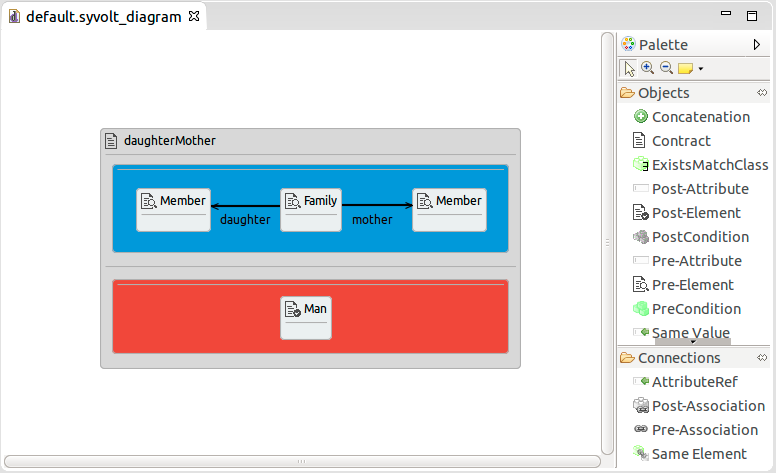 default.syvolt_diagram
daughterMother
Member
Family
Member
daughter
mother
Man
Palette
Objects
Concatenation
Contract
ExistsMatchClass
Post-Attribute
Post-Element
PostCondition
Pre-Attribute
Pre-Element
PreCondition
Same Value
Connections
AttributeRef
Post-Association
Pre-Association
Same Element